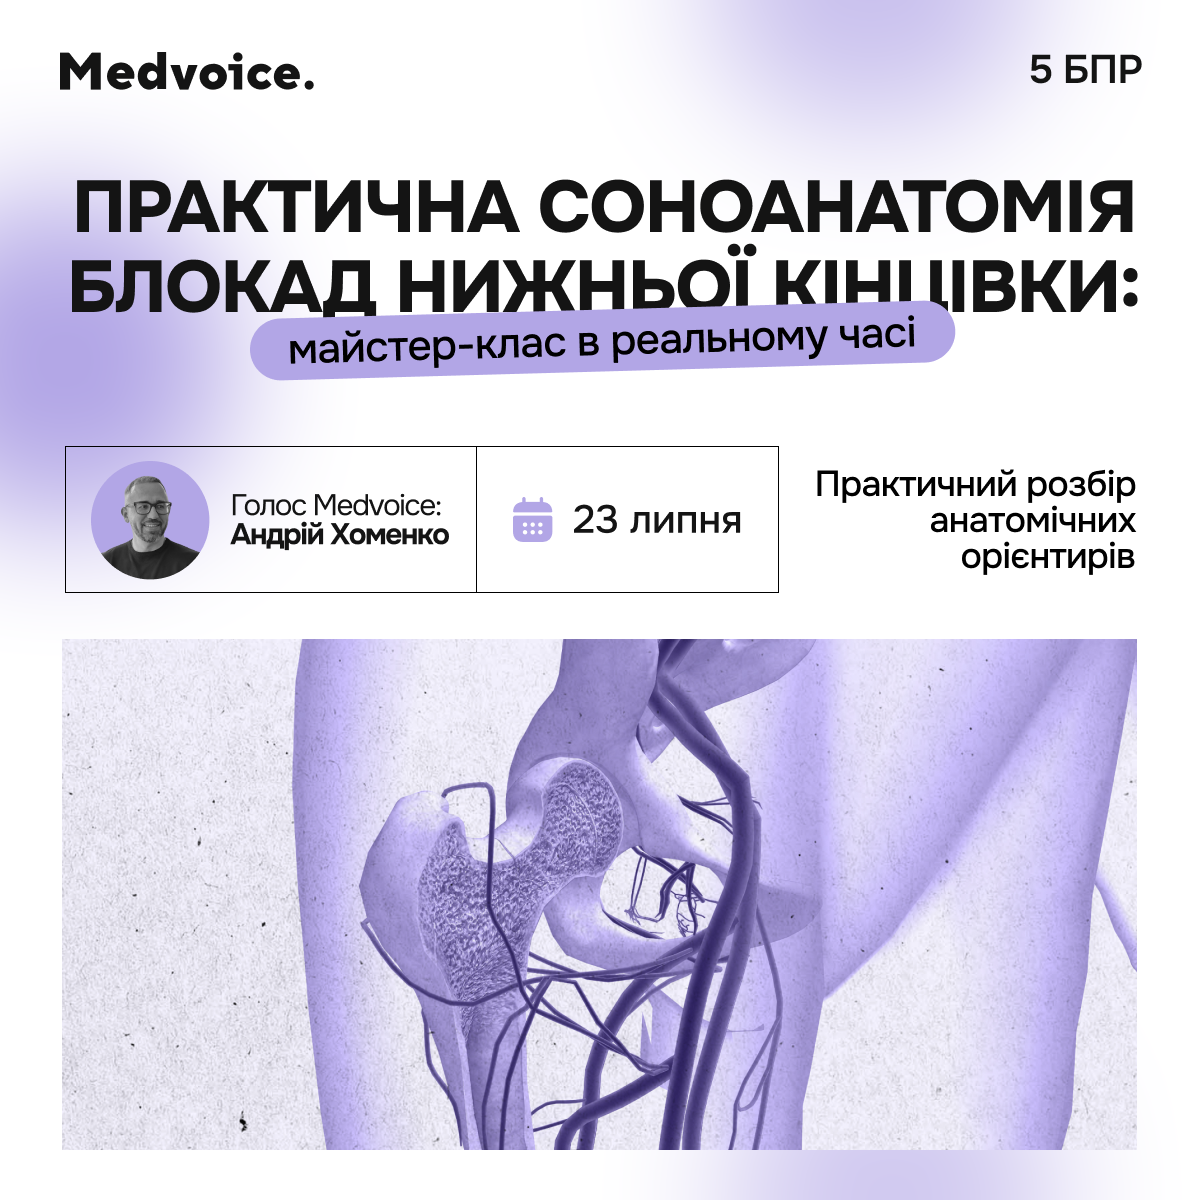 Medvoice.
5 БПР
ПРАКТИЧНА СОНОАНАТОМІЯ
БЛОКАД НИЖНЬОЇ КІНЦІВКИ:
майстер-клас в реальному часі
Голос Medvoice:
Андрій Хоменко
23 липня
Практичний розбір
анатомічних
орієнтирів